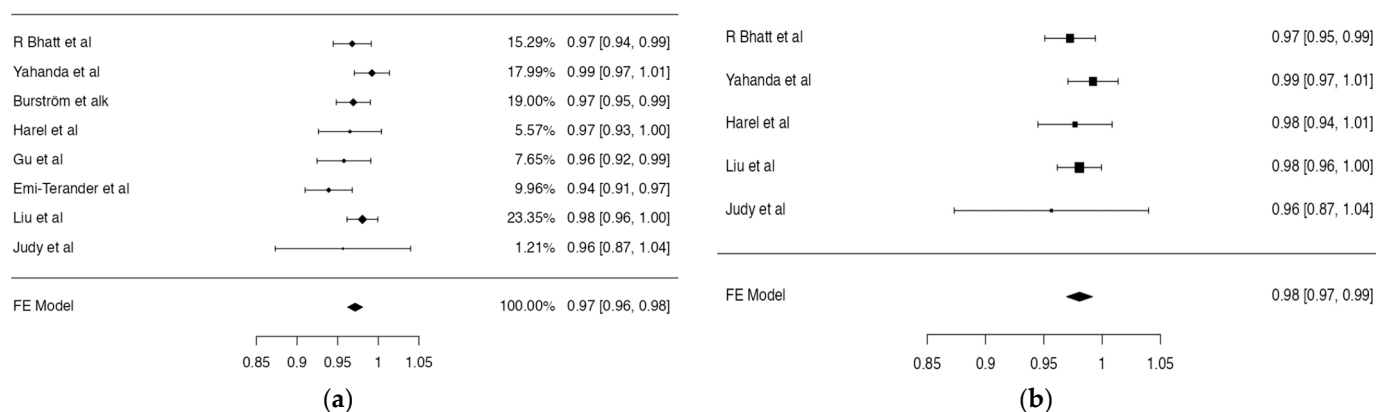 R Bhatt et al 15.29% 0.97 [0.94, 0.99]
Yahanda et al 17.99% 0.99 [0.97, 1.01]
Burström et alk 19.00% 0.97 [0.95, 0.99]
Harel et al 5.57% 0.97 [0.93, 1.00]
Gu et al 7.65% 0.96 [0.92, 0.99]
Emi-Terander et al 9.96% 0.94 [0.91, 0.97]
Liu et al 23.35% 0.98 [0.96, 1.00]
Judy et al 1.21% 0.96 [0.87, 1.04]
FE Model 100.00% 0.97 [0.96, 0.98]
0.85 0.9 0.95 1 1.05
(a)
R Bhatt et al 0.97 [0.95, 0.99]
Yahanda et al 0.99 [0.97, 1.01]
Harel et al 0.98 [0.94, 1.01]
Liu et al 0.98 [0.96, 1.00]
Judy et al 0.96 [0.87, 1.04]
FE Model 0.98 [0.97, 0.99]
0.85 0.9 0.95 1 1.05
(b)